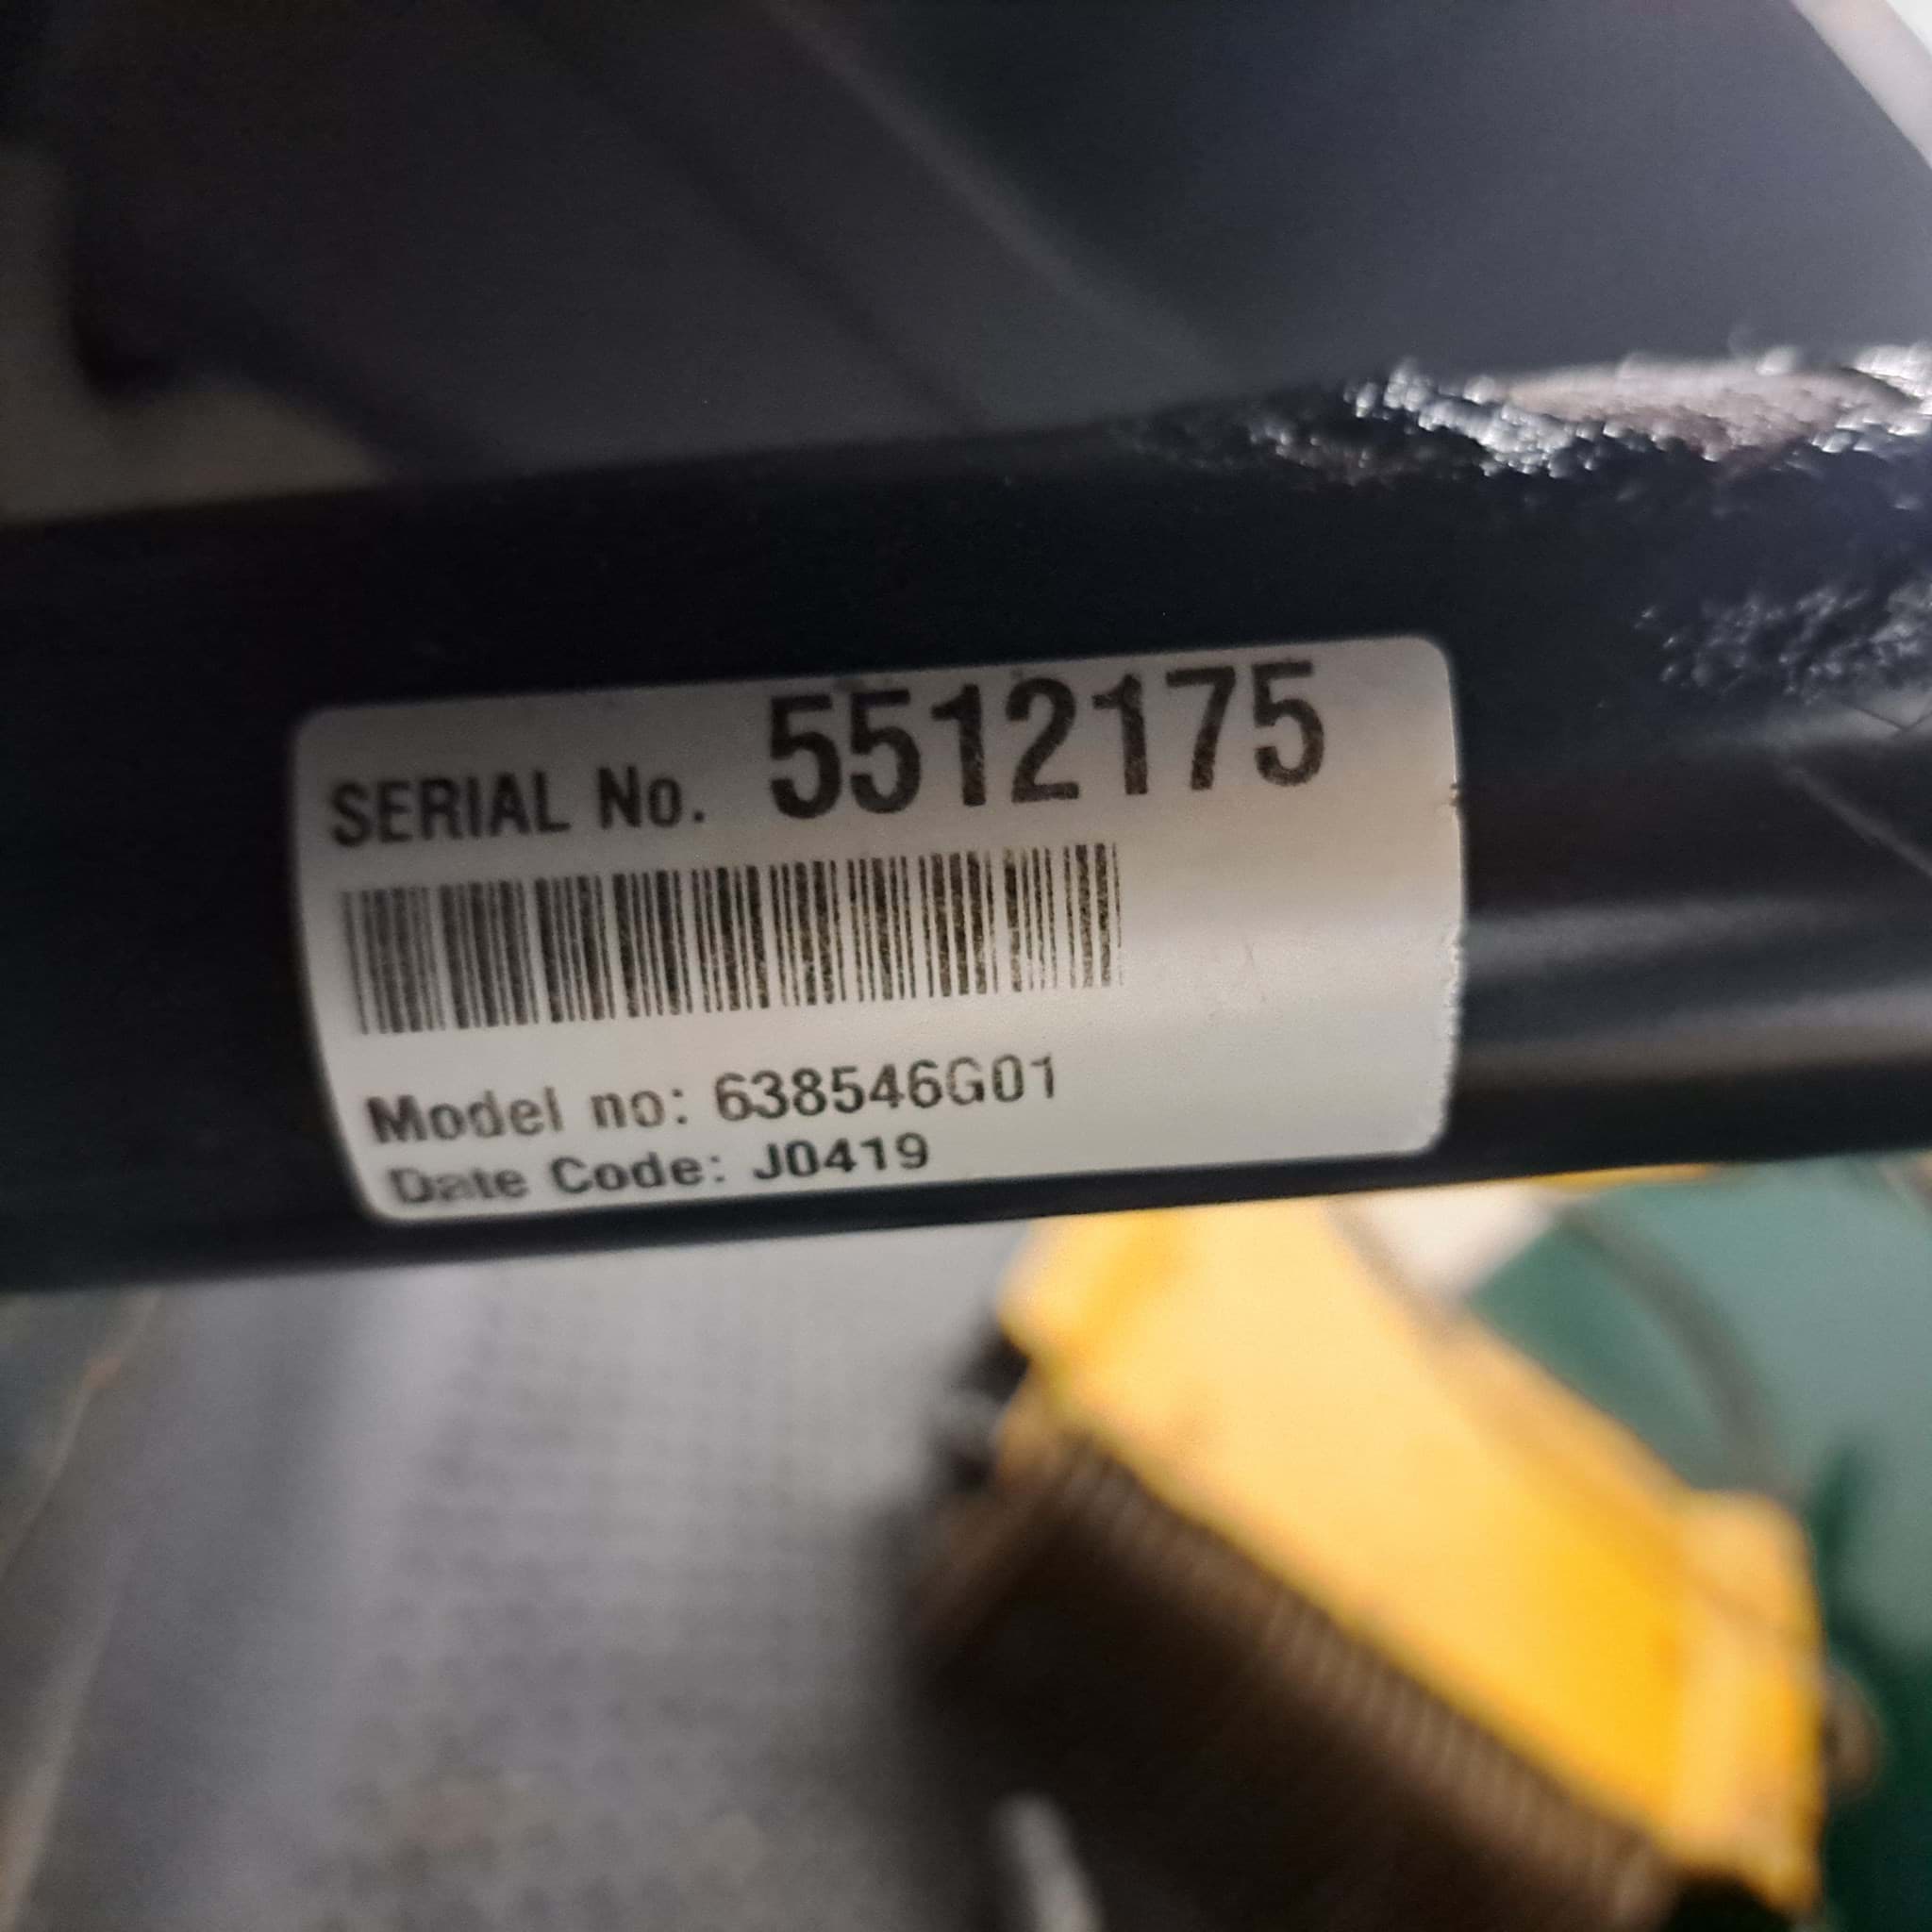 SERIAL No. 5512175
Model no: 638546G01
Date Code: J0419